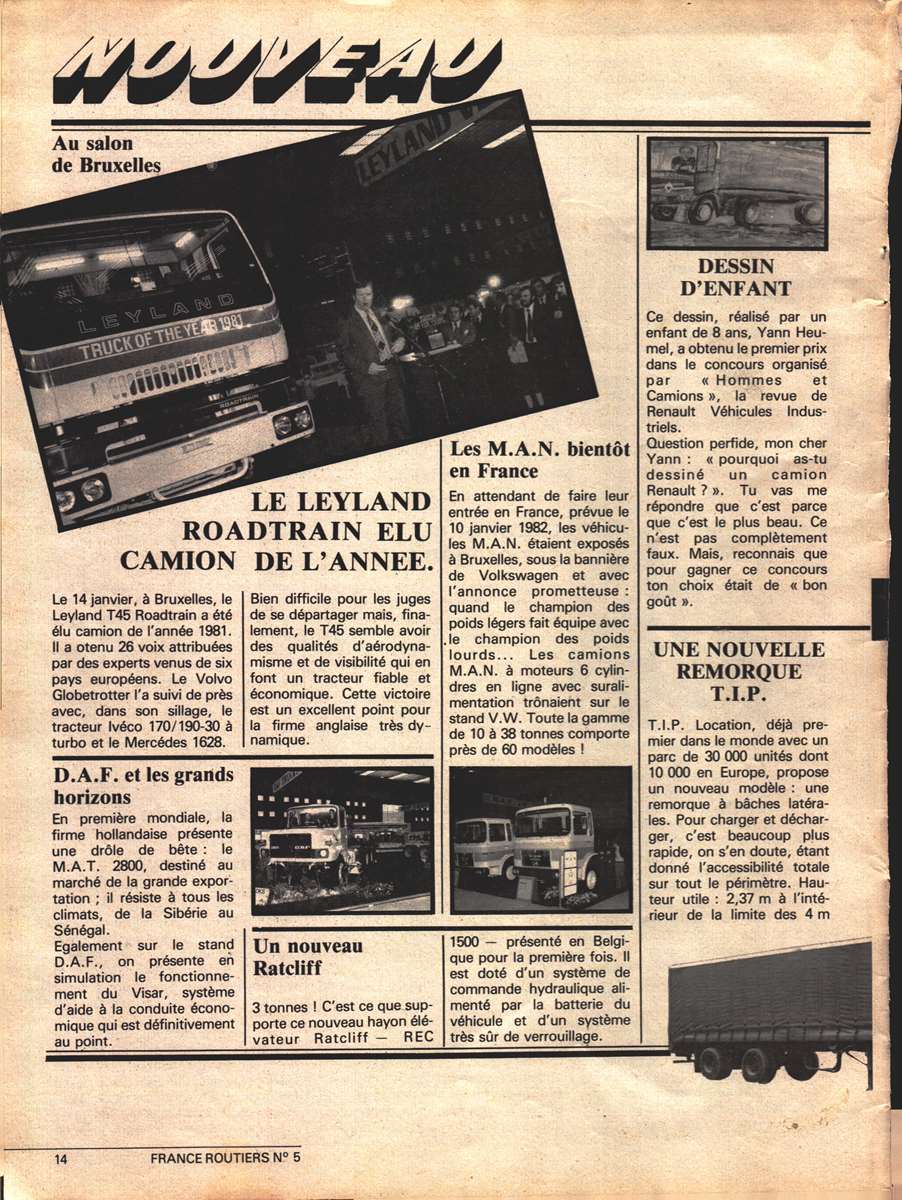 NOUVEAU
Au salon
de Bruxelles
LEYLAND
LEYLAND
TRUCK OF THE YEAR 1981
ROADTRAIN
LE LEYLAND
ROADTRAIN ELU
CAMION DE L'ANNEE.
Le 14 janvier, à Bruxelles, le
Leyland T45 Roadtrain a été
élu camion de l'année 1981.
Il a otenu 26 voix attribuées
par des experts venus de six
pays européens. Le Volvo
Globetrotter l'a suivi de près
avec, dans son sillage, le
tracteur Ivéco 170/190-30 à
turbo et le Mercédes 1628.
Bien difficile pour les juges
de se départager mais, fina-
lement, le T45 semble avoir
des qualités d'aérodyna-
misme et de visibilité qui en
font un tracteur fiable et
économique. Cette victoire
est un excellent point pour
la firme anglaise très dy-
namique.
Les M.A.N. bientôt
en France
En attendant de faire leur
entrée en France, prévue le
10 janvier 1982, les véhicu-
les M.A.N. étaient exposés
à Bruxelles, sous la bannière
de Volkswagen et avec
l'annonce prometteuse :
quand le champion des
poids légers fait équipe avec
le champion des poids
lourds... Les camions
M.A.N. à moteurs 6 cylin-
dres en ligne avec surali-
mentation trônaient sur le
stand V.W. Toute la gamme
de 10 à 38 tonnes comporte
près de 60 modèles !
D.A.F. et les grands
horizons
En première mondiale, la
firme hollandaise présente
une drôle de bête : le
M.A.T. 2800, destiné au
marché de la grande expor-
tation ; il résiste à tous les
climats, de la Sibérie au
Sénégal.
Egalement sur le stand
D.A.F., on présente en
simulation le fonctionne-
ment du Visar, système
d'aide à la conduite écono-
mique qui est définitivement
au point.
Un nouveau
Ratcliff
3 tonnes ! C'est ce que sup-
porte ce nouveau hayon élé-
vateur Ratcliff — REC
1500 — présenté en Belgi-
que pour la première fois. Il
est doté d'un système de
commande hydraulique ali-
menté par la batterie du
véhicule et d'un système
très sûr de verrouillage.
DESSIN
D'ENFANT
Ce dessin, réalisé par un
enfant de 8 ans, Yann Heu-
mel, a obtenu le premier prix
dans le concours organisé
par « Hommes et
Camions », la revue de
Renault Véhicules Indus-
triels.
Question perfide, mon cher
Yann : « pourquoi as-tu
dessiné un camion
Renault ? ». Tu vas me
répondre que c'est parce
que c'est le plus beau. Ce
n'est pas complètement
faux. Mais, reconnais que
pour gagner ce concours
ton choix était de « bon
goût ».
UNE NOUVELLE
REMORQUE
T.I.P.
T.I.P. Location, déjà pre-
mier dans le monde avec un
parc de 30 000 unités dont
10 000 en Europe, propose
un nouveau modèle : une
remorque à bâches latéra-
les. Pour charger et déchar-
ger, c'est beaucoup plus
rapide, on s'en doute, étant
donné l'accessibilité totale
sur tout le périmètre. Hau-
teur utile : 2,37 m à l'inté-
rieur de la limite des 4 m
14 FRANCE ROUTIERS N° 5